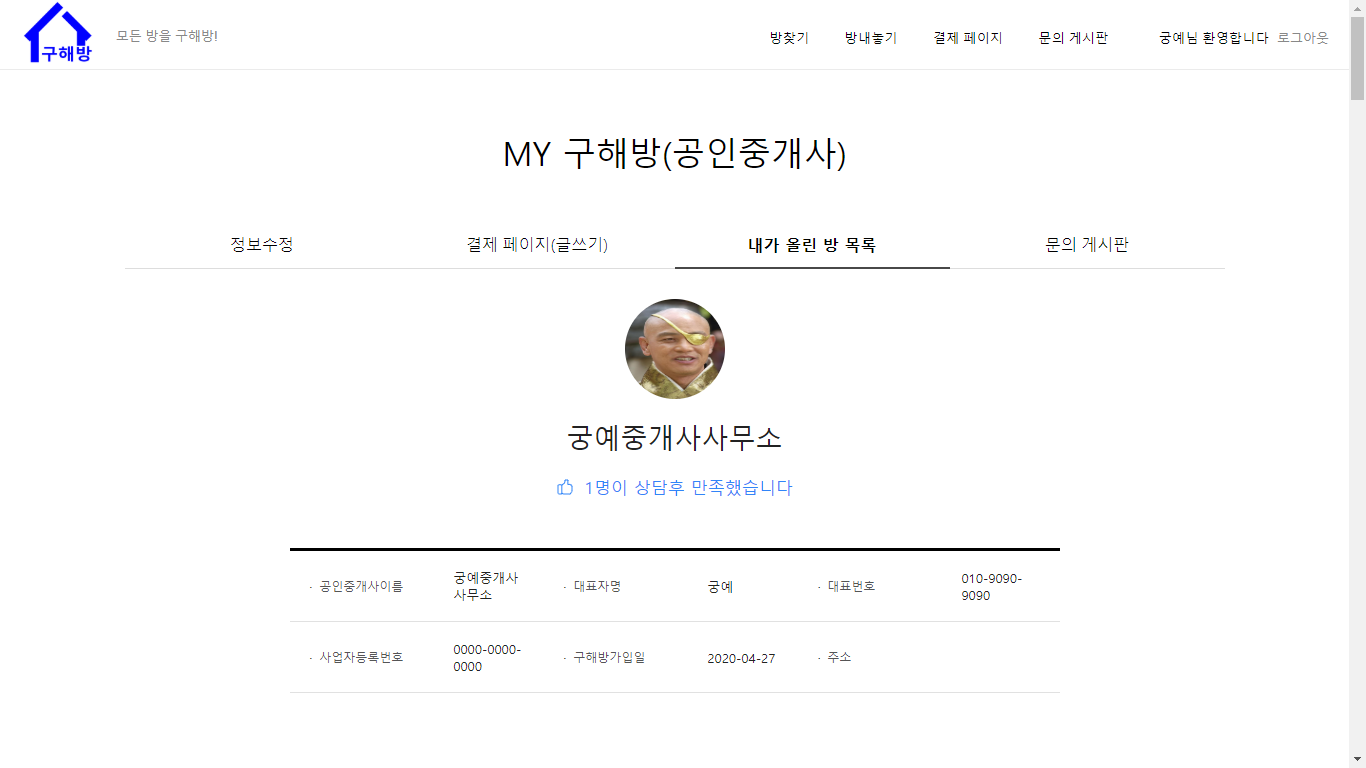 구해방
모든 방을 구해방!
방찾기 방내놓기 결제 페이지 문의 게시판 궁예님 환영합니다 로그아웃
MY 구해방(공인중개사)
정보수정 결제 페이지(글쓰기) 내가 올린 방 목록 문의 게시판
궁예중개사사무소
1명이 상담후 만족했습니다
· 공인중개사이름 궁예중개사
사무소
· 대표자명 궁예
· 대표번호 010-9090-
9090
· 사업자등록번호 0000-0000-
0000
· 구해방가입일 2020-04-27
· 주소